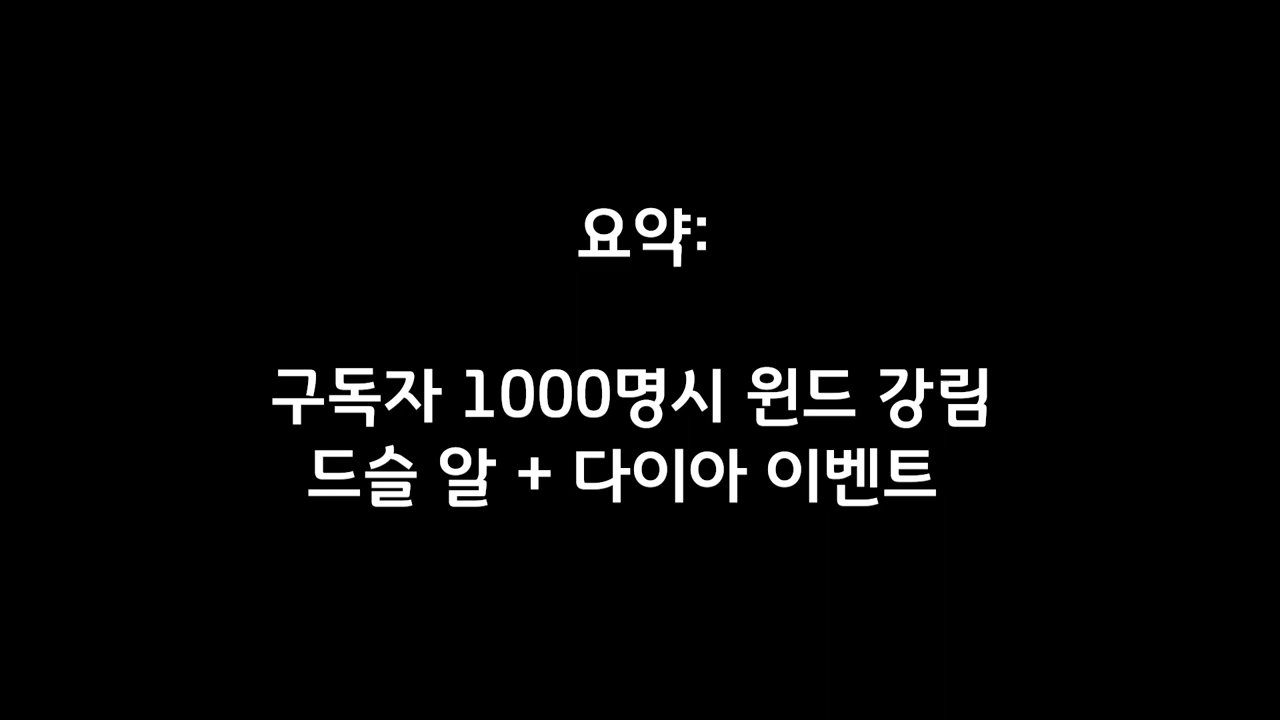 요약:
구독자 1000명시 윈드 강림
드슬 알 + 다이아 이벤트